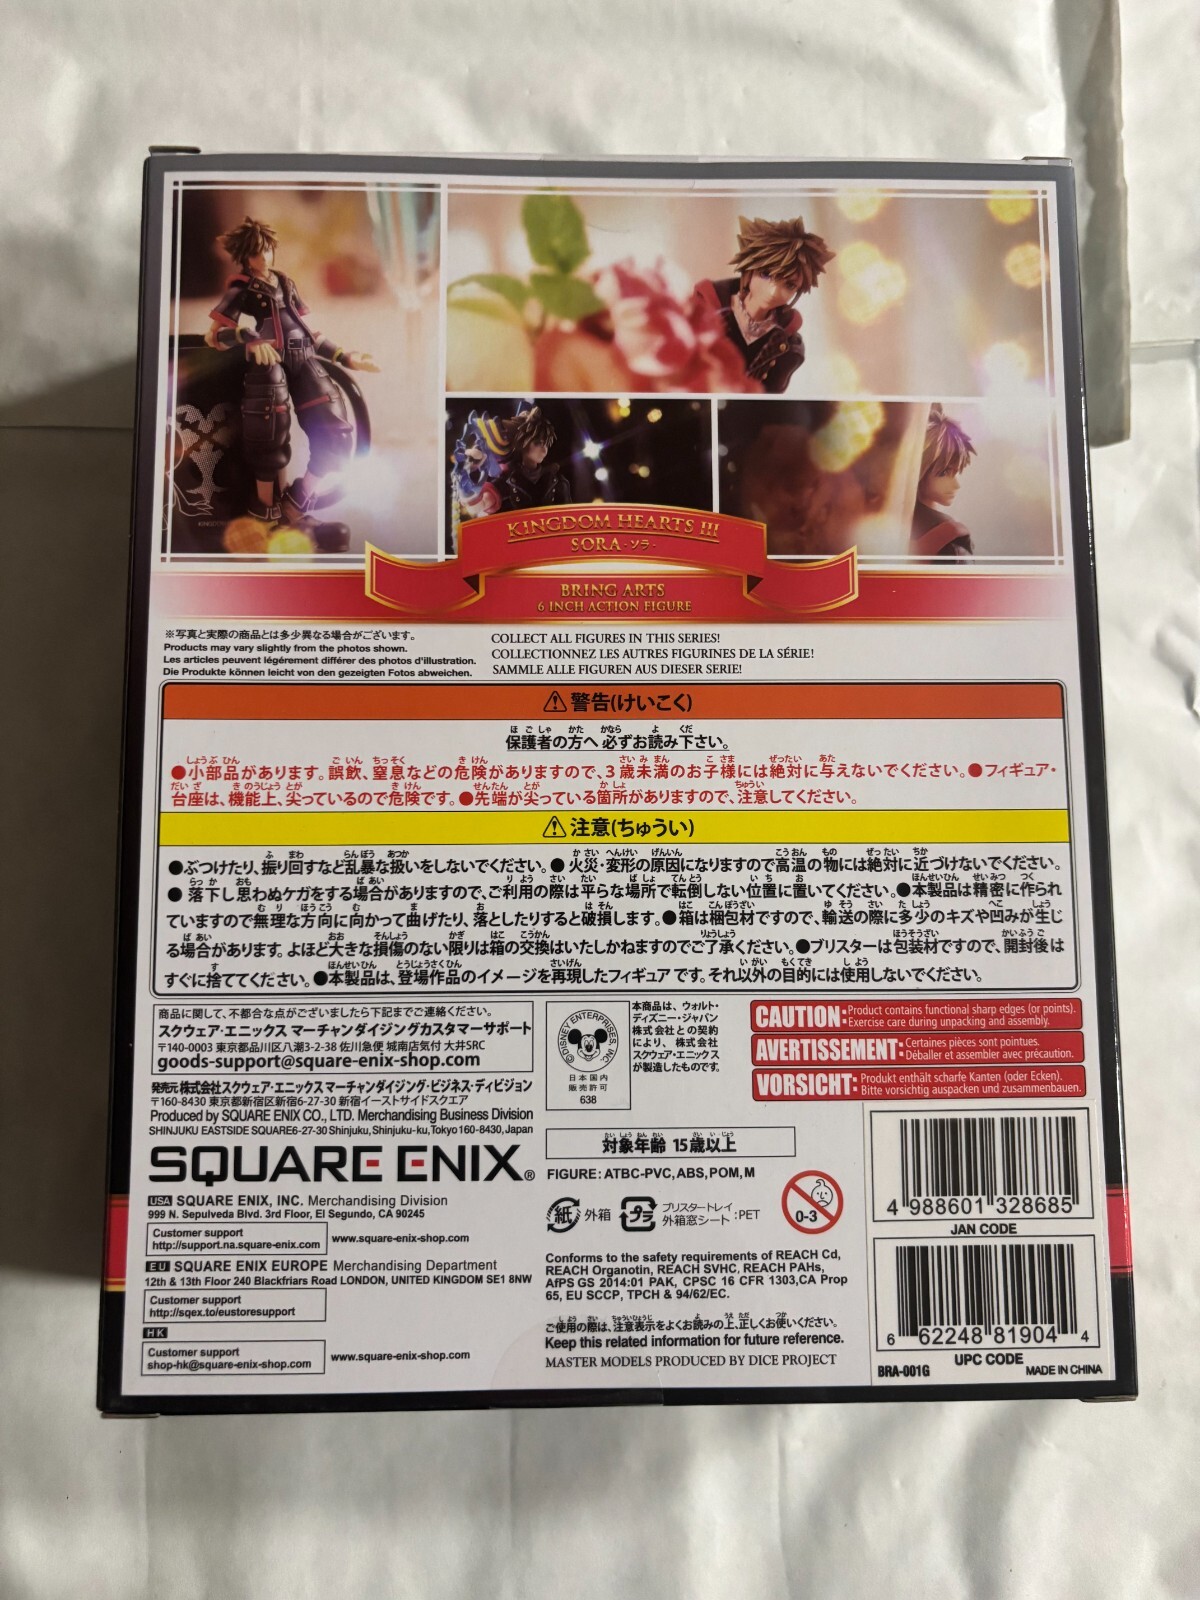 KINGDOM HEARTS III
SORA -ソラ-
BRING ARTS
6 INCH ACTION FIGURE
※写真と実際の商品とは多少異なる場合がございます。
Products may vary slightly from the photos shown.
Les articles peuvent légérement différer des photos d'illustration.
Die Produkte können leicht von den gezeigten Fotos abweichen.
COLLECT ALL FIGURES IN THIS SERIES!
COLLECTIONNEZ LES AUTRES FIGURINES DE LA SÉRIE!
SAMMLE ALLE FIGUREN AUS DIESER SERIE!
⚠警告(けいこく)
保護者の方へ 必ずお読み下さい。
●小部品があります。誤飲、窒息などの危険がありますので、3歳未満のお子様には絶対に与えないでください。●フィギュア・
台座は、機能上、尖っているので危険です。●先端が尖っている箇所がありますので、注意してください。
⚠注意(ちゅうい)
●ぶつけたり、振り回すなど乱暴な扱いをしないでください。●火災・変形の原因になりますので高温の物には絶対に近づけないでください。
●落下し思わぬケガをする場合がありますので、ご利用の際は平らな場所で転倒しない位置に置いてください。●本製品は精密に作られ
ていますので無理な方向に向かって曲げたり、落としたりすると破損します。●箱は梱包材ですので、輸送の際に多少のキズや凹みが生じ
る場合があります。よほど大きな損傷のない限りは箱の交換はいたしかねますのでご了承ください。●ブリスターは包装材ですので、開封後は
すぐに捨ててください。●本製品は、登場作品のイメージを再現したフィギュアです。それ以外の目的には使用しないでください。
商品に関して、不都合な点がございましたら下記までご連絡ください。
スクウェア・エニックス マーチャンダイジングカスタマーサポート
〒140-0003 東京都品川区八潮3-2-38 佐川急便 城南店気付 大井SRC
goods-support@square-enix-shop.com
発売元:株式会社スクウェア・エニックス マーチャンダイジング・ビジネス・ディビジョン
〒160-8430 東京都新宿区新宿6-27-30 新宿イーストサイドスクエア
Produced by SQUARE ENIX CO., LTD. Merchandising Business Division
SHINJUKU EASTSIDE SQUARE6-27-30 Shinjuku, Shinjuku-ku, Tokyo 160-8430, Japan
SQUARE ENIX®
USA SQUARE ENIX, INC. Merchandising Division
999 N. Sepulveda Blvd. 3rd Floor, El Segundo, CA 90245
Customer support
http://support.na.square-enix.com
www.square-enix-shop.com
EU SQUARE ENIX EUROPE Merchandising Department
12th & 13th Floor 240 Blackfriars Road LONDON, UNITED KINGDOM SE1 8NW
Customer support
http://sqex.to/eustoresupport
HK
Customer support
shop-hk@square-enix-shop.com
www.square-enix-shop.com
©DISNEY ENTERPRISES, INC.
日本国内
販売許可
638
本商品は、ウォルト・
ディズニー・ジャパン
株式会社との契約
により、株式会社
スクウェア・エニックス
が製造したものです。
CAUTION: Product contains functional sharp edges (or points).
Exercise care during unpacking and assembly.
AVERTISSEMENT: Certaines pièces sont pointues.
Déballer et assembler avec précaution.
VORSICHT: Produkt enthält scharfe Kanten (oder Ecken).
Bitte vorsichtig auspacken und zusammenbauen.
対象年齢 15歳以上
FIGURE: ATBC-PVC, ABS, POM, M
紙 外箱
プラ ブリスタートレイ,
外箱窓シート :PET
0-3
Conforms to the safety requirements of REACH Cd,
REACH Organotin, REACH SVHC, REACH PAHs,
AfPS GS 2014:01 PAK, CPSC 16 CFR 1303,CA Prop
65, EU SCCP, TPCH & 94/62/EC.
ご使用の際は、注意表示をよくお読みの上、正しくお使いください。
Keep this related information for future reference.
MASTER MODELS PRODUCED BY DICE PROJECT
4 988601 328685
JAN CODE
6 62248 81904 4
UPC CODE
BRA-001G
MADE IN CHINA